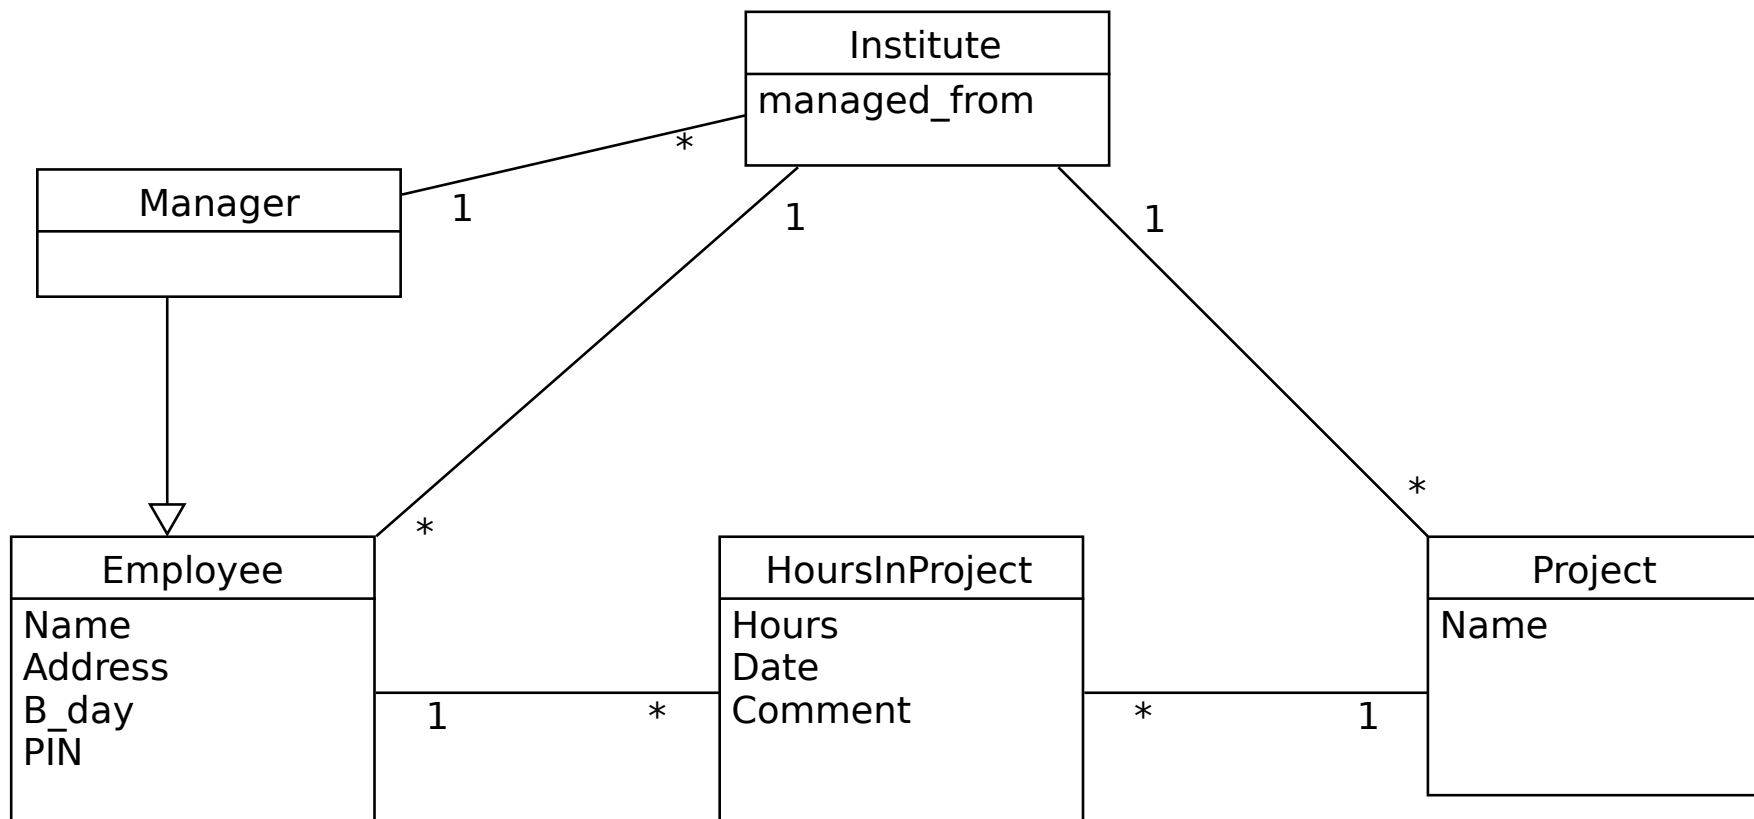 Institute
managed_from
*
Manager
1
1
1
*
*
Employee
Name
Address
B_day
PIN
HoursInProject
Hours
Date
Comment
Project
Name
1
*
*
1